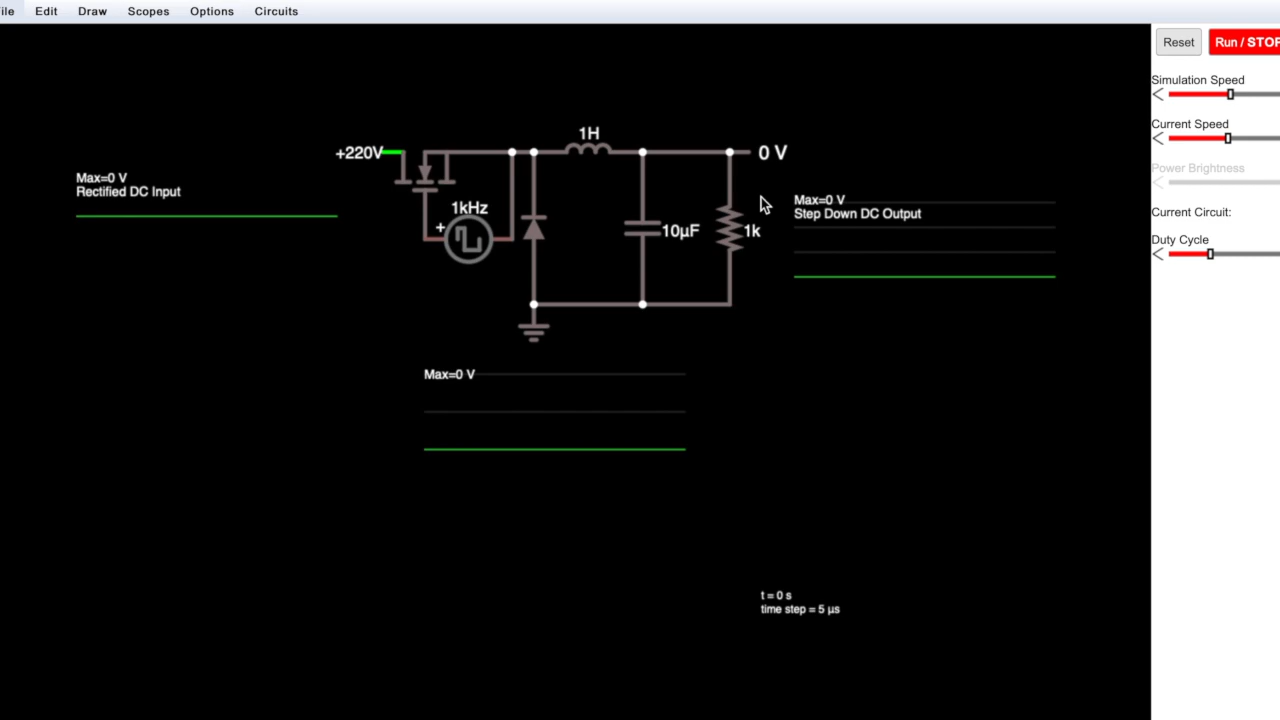 ile Edit Draw Scopes Options Circuits
Reset Run / STOP
Simulation Speed
Current Speed
Power Brightness
Current Circuit:
Duty Cycle
1H
+220V
0 V
Max=0 V
Rectified DC Input
1kHz
+
10µF
1k
Max=0 V
Step Down DC Output
Max=0 V
t = 0 s
time step = 5 µs